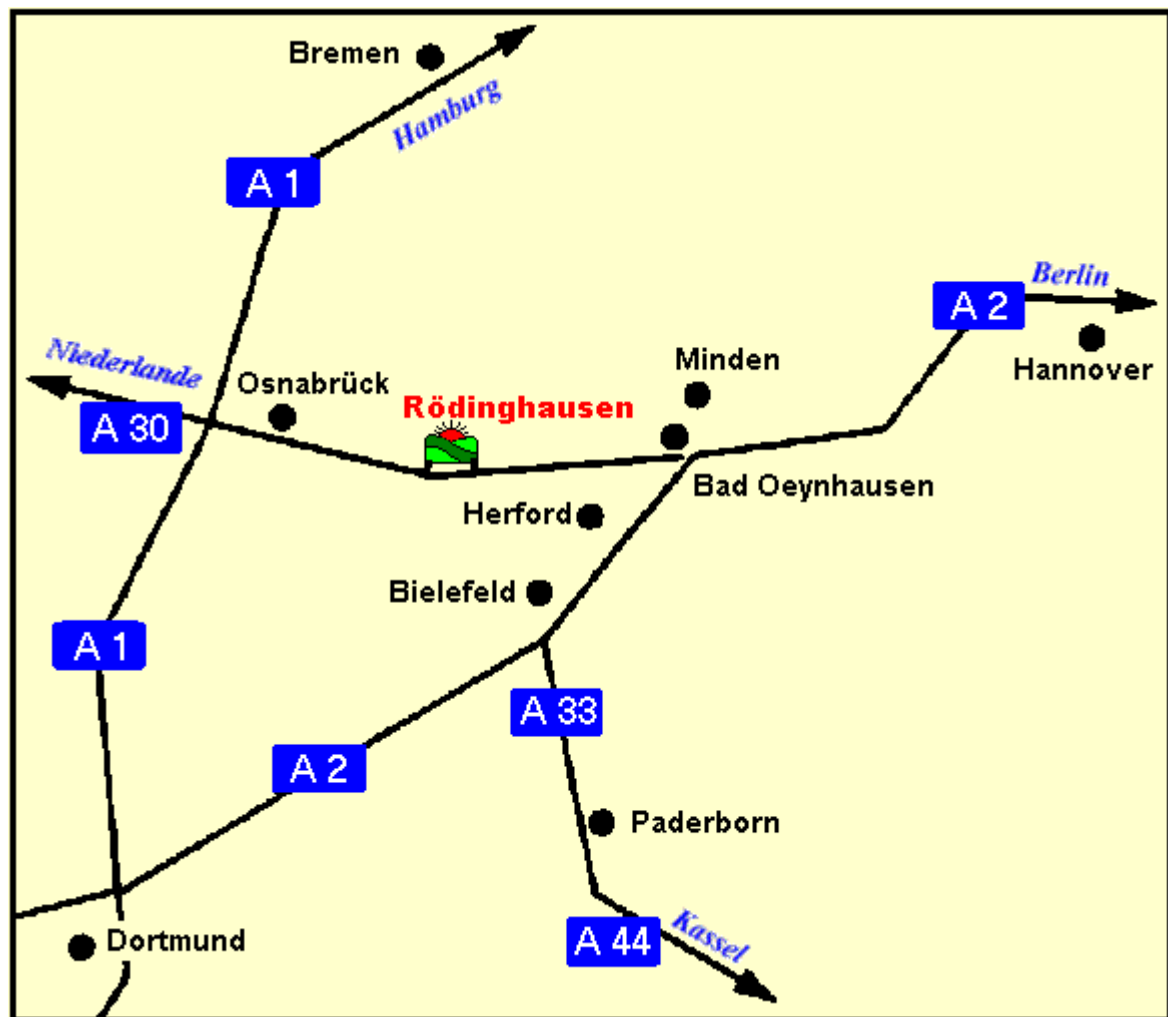 Bremen
Hamburg
A 1
Berlin
A 2
Niederlande
Minden
Hannover
Osnabrück
Rödinghausen
A 30
Bad Oeynhausen
Herford
Bielefeld
A 1
A 33
A 2
Paderborn
Kassel
A 44
Dortmund